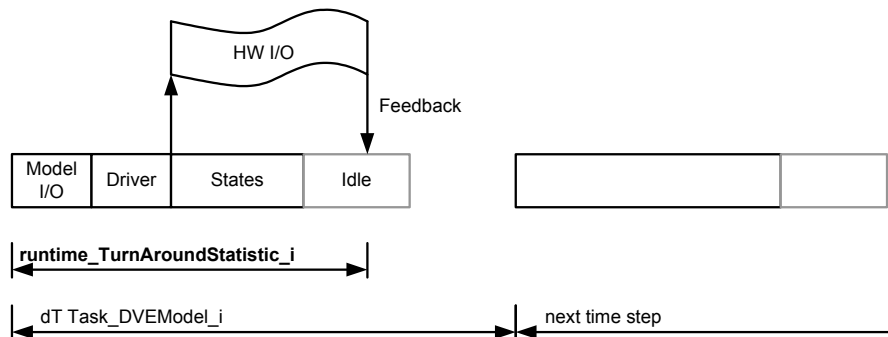 HW I/O
Feedback
Model
I/O
Driver
States
Idle
runtime_TurnAroundStatistic_i
dT Task_DVEModel_i
next time step